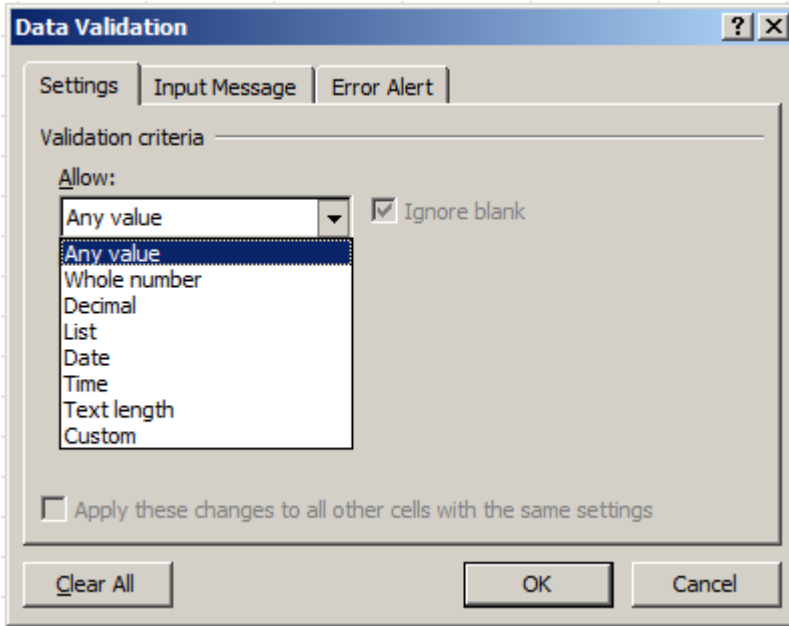 Data Validation ? X
Settings Input Message Error Alert
Validation criteria
Allow:
Any value Ignore blank
Any value
Whole number
Decimal
List
Date
Time
Text length
Custom
Apply these changes to all other cells with the same settings
Clear All OK Cancel